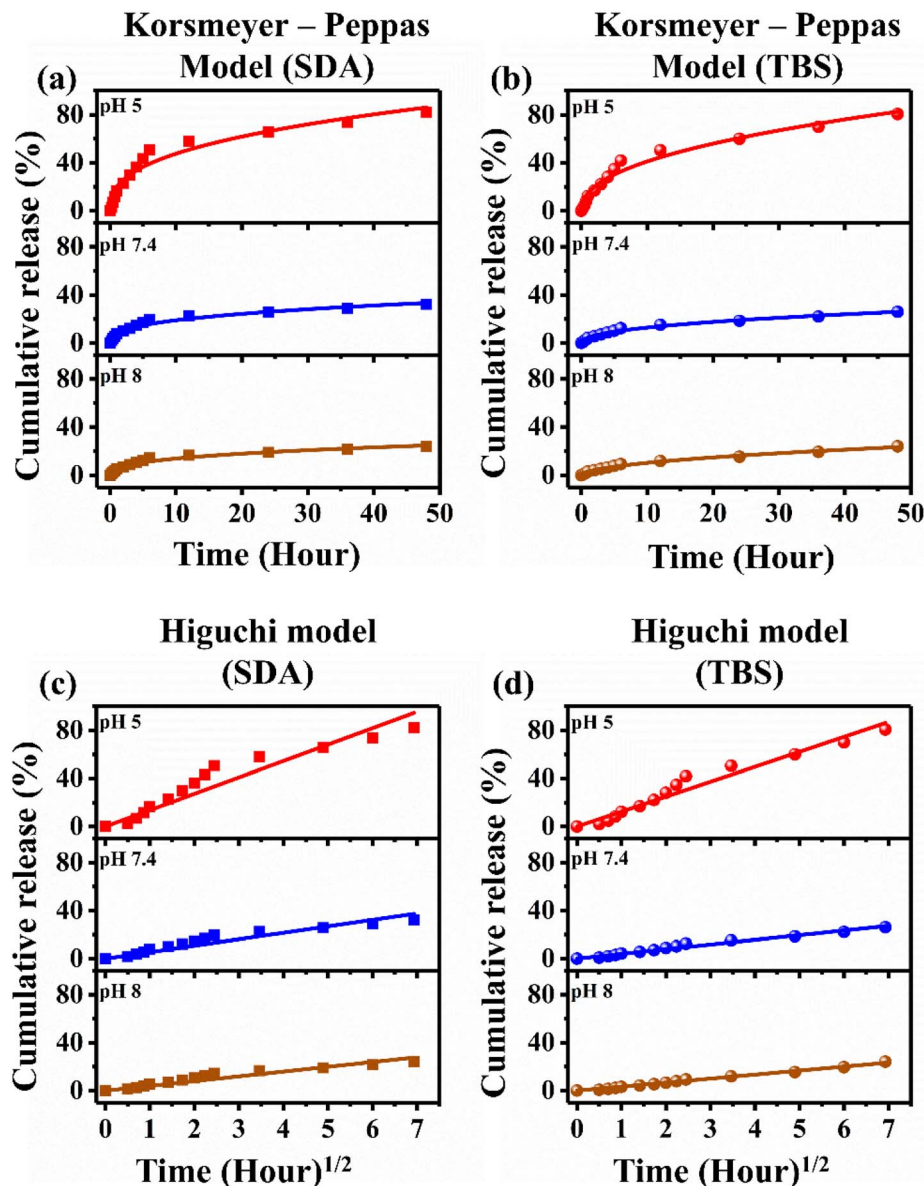 Korsmeyer – Peppas
Model (SDA)
(a)
Cumulative release (%)
pH 5
80
40
0
pH 7.4
80
40
0
pH 8
80
40
0
0 10 20 30 40 50
Time (Hour)
Korsmeyer – Peppas
Model (TBS)
(b)
Cumulative release (%)
pH 5
80
40
0
pH 7.4
80
40
0
pH 8
80
40
0
0 10 20 30 40 50
Time (Hour)
Higuchi model
(SDA)
(c)
Cumulative release (%)
pH 5
80
40
0
pH 7.4
80
40
0
pH 8
80
40
0
0 1 2 3 4 5 6 7
Time (Hour)^1/2
Higuchi model
(TBS)
(d)
Cumulative release (%)
pH 5
80
40
0
pH 7.4
80
40
0
pH 8
80
40
0
0 1 2 3 4 5 6 7
Time (Hour)^1/2